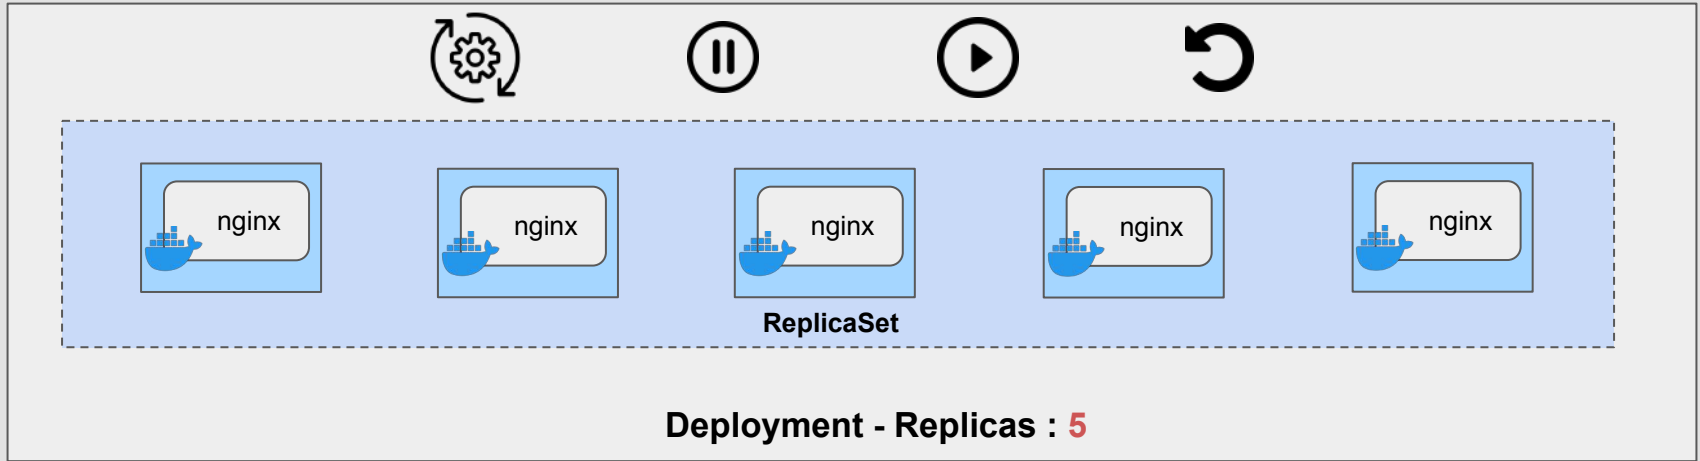 nginx
nginx
nginx
nginx
nginx
ReplicaSet
Deployment - Replicas : 5